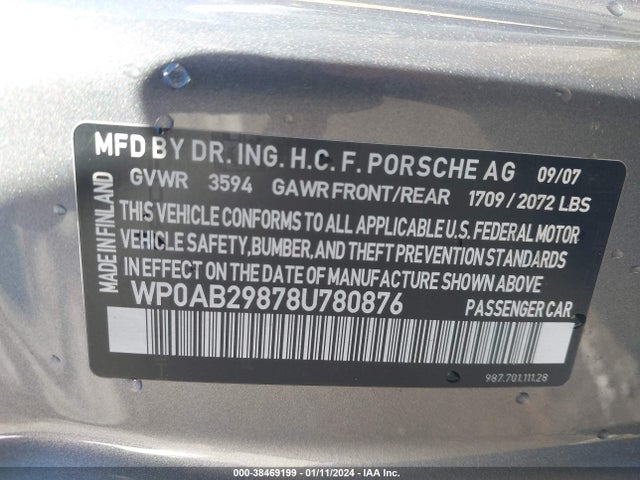 MFD BY DR. ING. H.C. F. PORSCHE AG 09/07
GVWR 3594 GAWR FRONT/REAR 1709 / 2072 LBS
THIS VEHICLE CONFORMS TO ALL APPLICABLE U.S. FEDERAL MOTOR
VEHICLE SAFETY, BUMPER, AND THEFT PREVENTION STANDARDS
IN EFFECT ON THE DATE OF MANUFACTURE SHOWN ABOVE
WP0AB29878U780876 PASSENGER CAR
MADE IN FINLAND
987.701.111.28
000-38469199 - 01/11/2024 - IAA Inc.